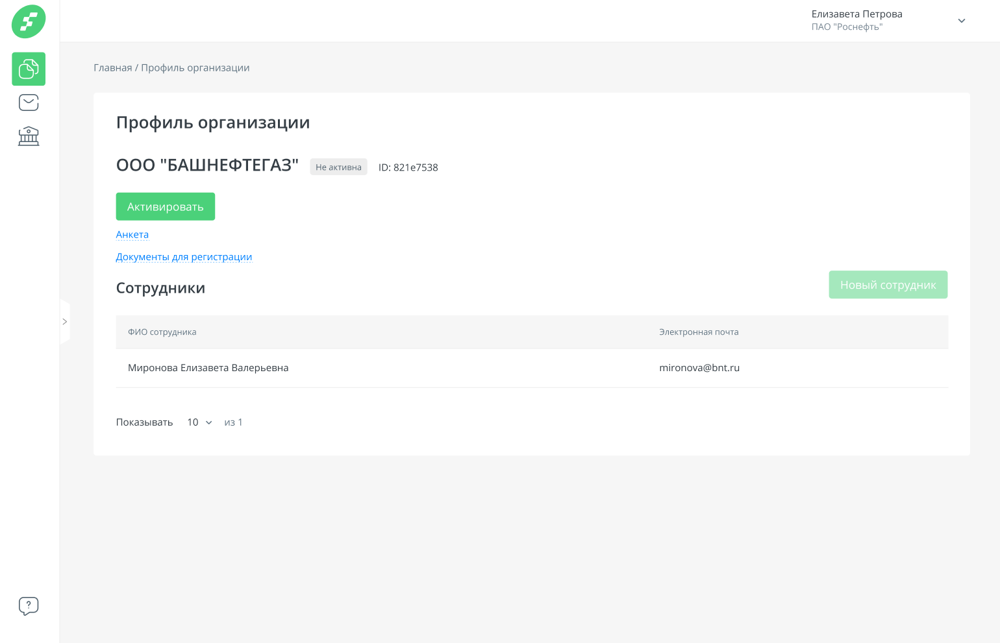 Елизавета Петрова
ПАО "Роснефть"
Главная / Профиль организации
Профиль организации
ООО "БАШНЕФТЕГАЗ" Не активна ID: 821e7538
Активировать
Анкета
Документы для регистрации
Сотрудники Новый сотрудник
ФИО сотрудника Электронная почта
Миронова Елизавета Валерьевна mironova@bnt.ru
Показывать 10 из 1